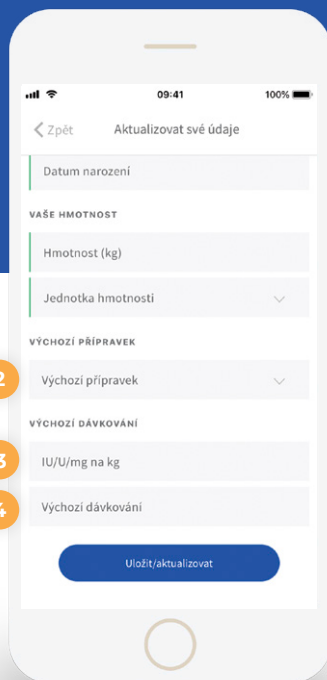 09:41
100%
Zpět
Aktualizovat své údaje
Datum narození
VAŠE HMOTNOST
Hmotnost (kg)
Jednotka hmotnosti
VÝCHOZÍ PŘÍPRAVEK
2
Výchozí přípravek
VÝCHOZÍ DÁVKOVÁNÍ
3
IU/U/mg na kg
4
Výchozí dávkování
Uložit/aktualizovat